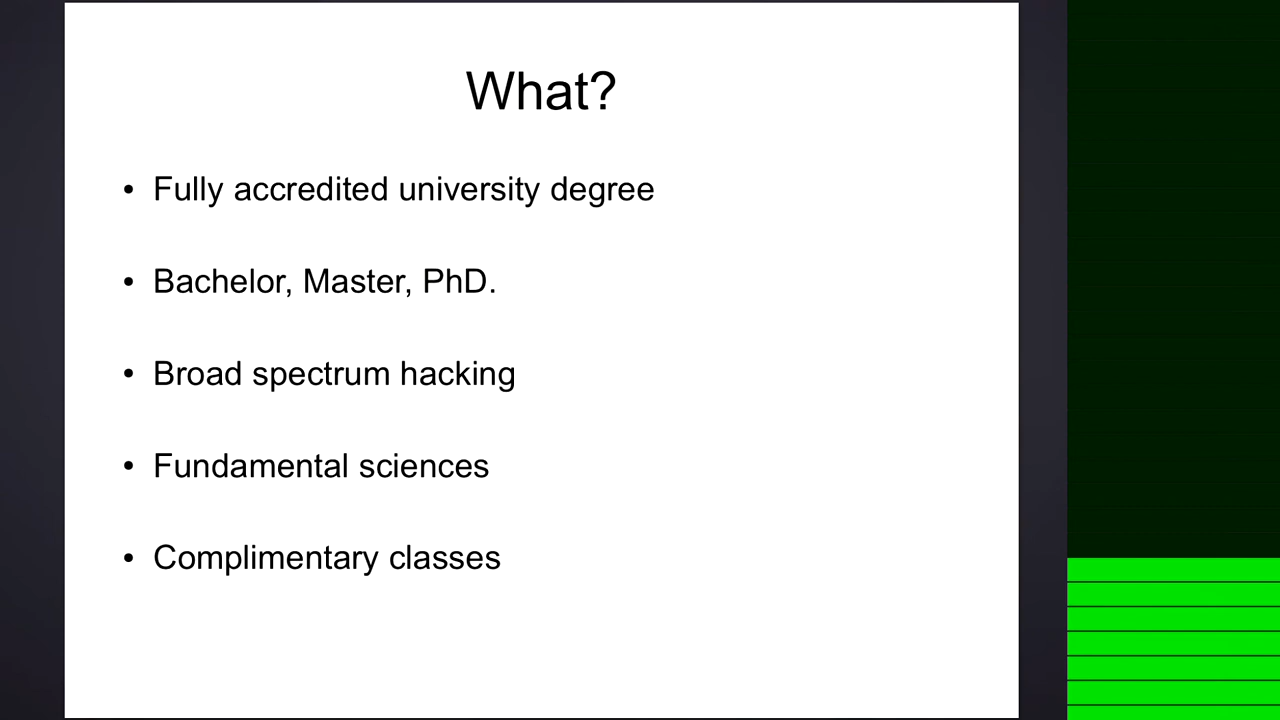 What?
• Fully accredited university degree
• Bachelor, Master, PhD.
• Broad spectrum hacking
• Fundamental sciences
• Complimentary classes